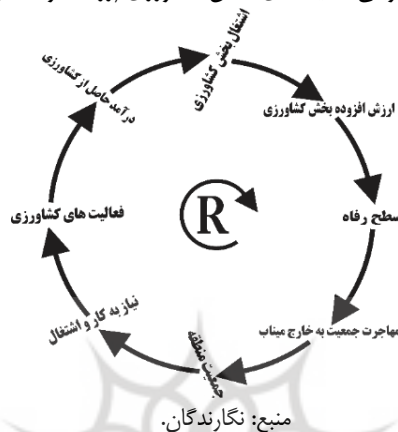 اشتغال بخش کشاورزی
ارزش افزوده بخش کشاورزی
سطح رفاه
مهاجرت جمعیت به خارج میناب
جمعیت منطقه
نیاز به کار و اشتغال
فعالیت های کشاورزی
درآمد حاصل از کشاورزی
R
منبع: نگارندگان.